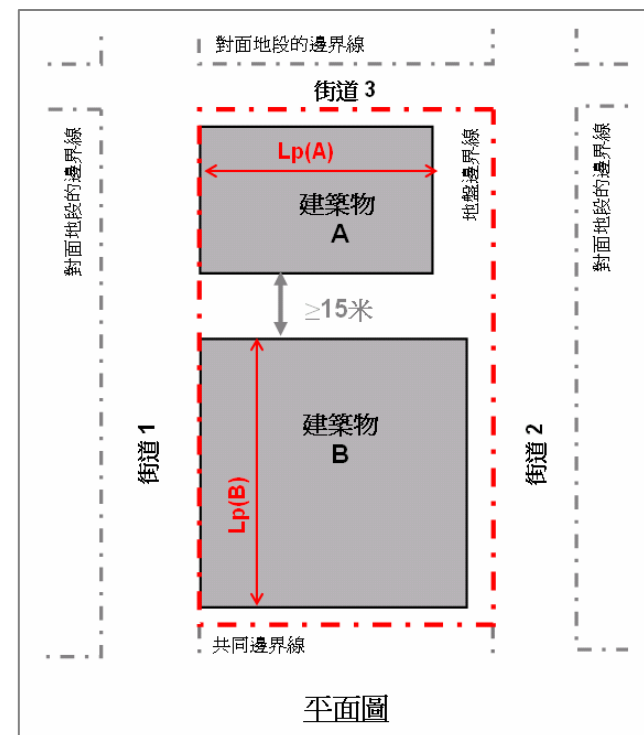 對面地段的邊界線
街道 3
對面地段的邊界線
Lp(A)
建築物
A
地盤邊界線
對面地段的邊界線
≥15米
街道 1
建築物
B
Lp(B)
街道 2
共同邊界線
平面圖